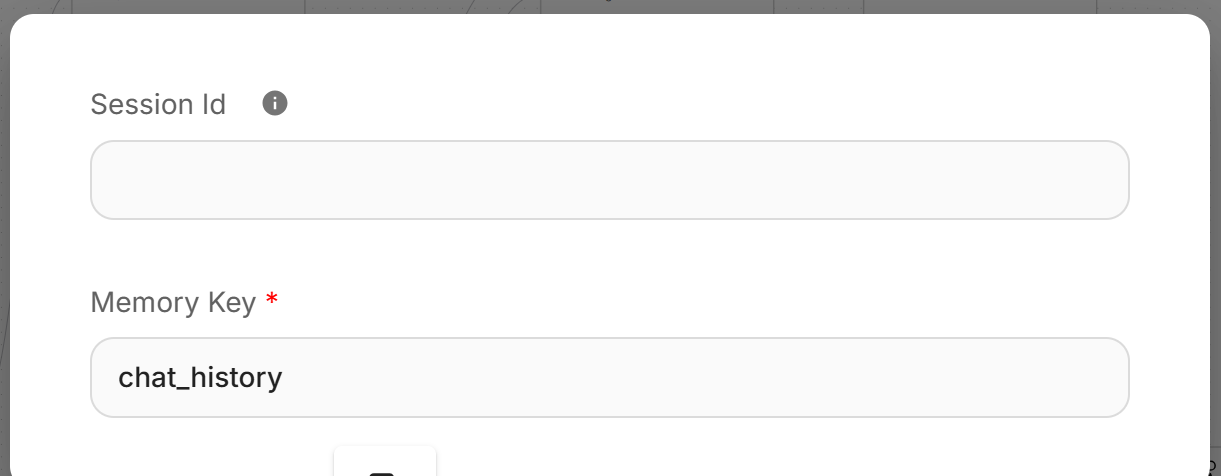 Session Id
Memory Key *
chat_history